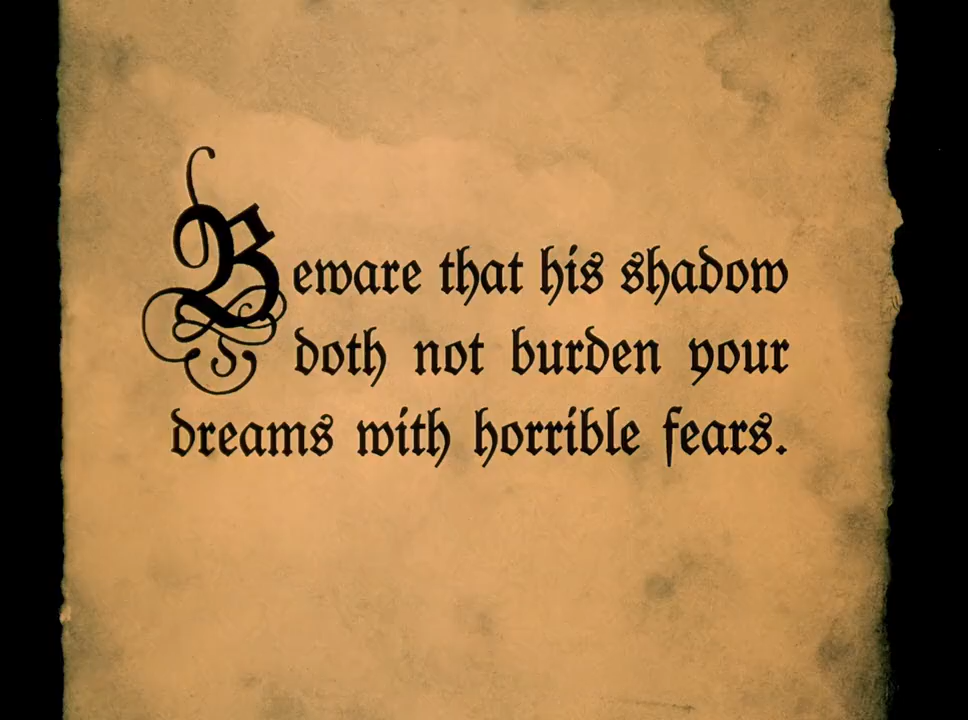 Beware that his shadow
doth not burden your
dreams with horrible fears.